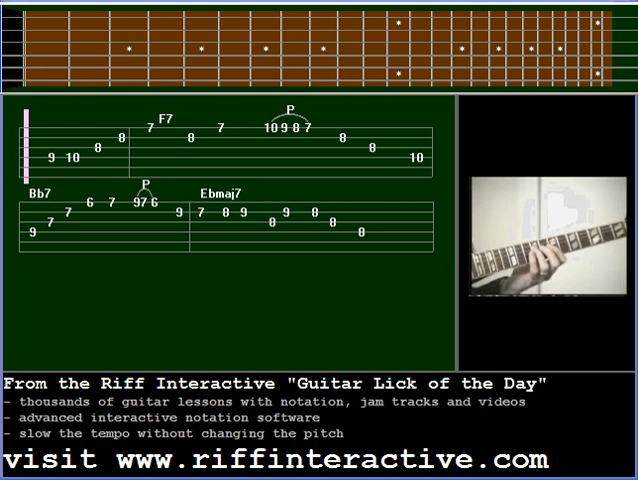 P
F7
7 7 10 9 8 7
8 8 8
8 8
9 10 10
P
Bb7 Ebmaj7
6 7 9 7 6
7 9 7 8 9 9 8
7 8 8
9 8
From the Riff Interactive "Guitar Lick of the Day"
- thousands of guitar lessons with notation, jam tracks and videos
- advanced interactive notation software
- slow the tempo without changing the pitch
visit www.riffinteractive.com